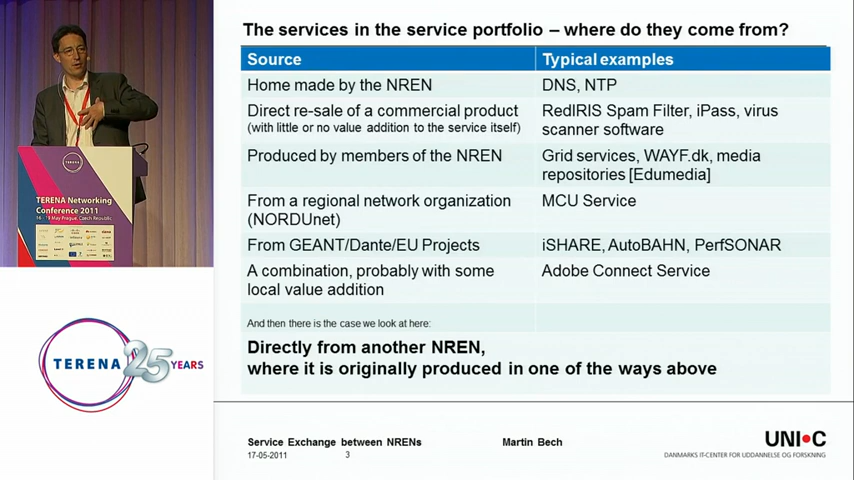 The services in the service portfolio – where do they come from?
Source
Typical examples
Home made by the NREN
DNS, NTP
Direct re-sale of a commercial product
(with little or no value addition to the service itself)
RedIRIS Spam Filter, iPass, virus
scanner software
Produced by members of the NREN
Grid services, WAYF.dk, media
repositories [Edumedia]
From a regional network organization
(NORDUnet)
MCU Service
From GEANT/Dante/EU Projects
iSHARE, AutoBAHN, PerfSONAR
A combination, probably with some
local value addition
Adobe Connect Service
And then there is the case we look at here:
Directly from another NREN,
where it is originally produced in one of the ways above
Service Exchange between NRENs
Martin Bech
17-05-2011
3
UNI•C
DANMARKS IT-CENTER FOR UDDANNELSE OG FORSKNING
TERENA
TERENA Networking
Conference 2011
16 - 19 May Prague, Czech Republic
TERENA 25 YEARS